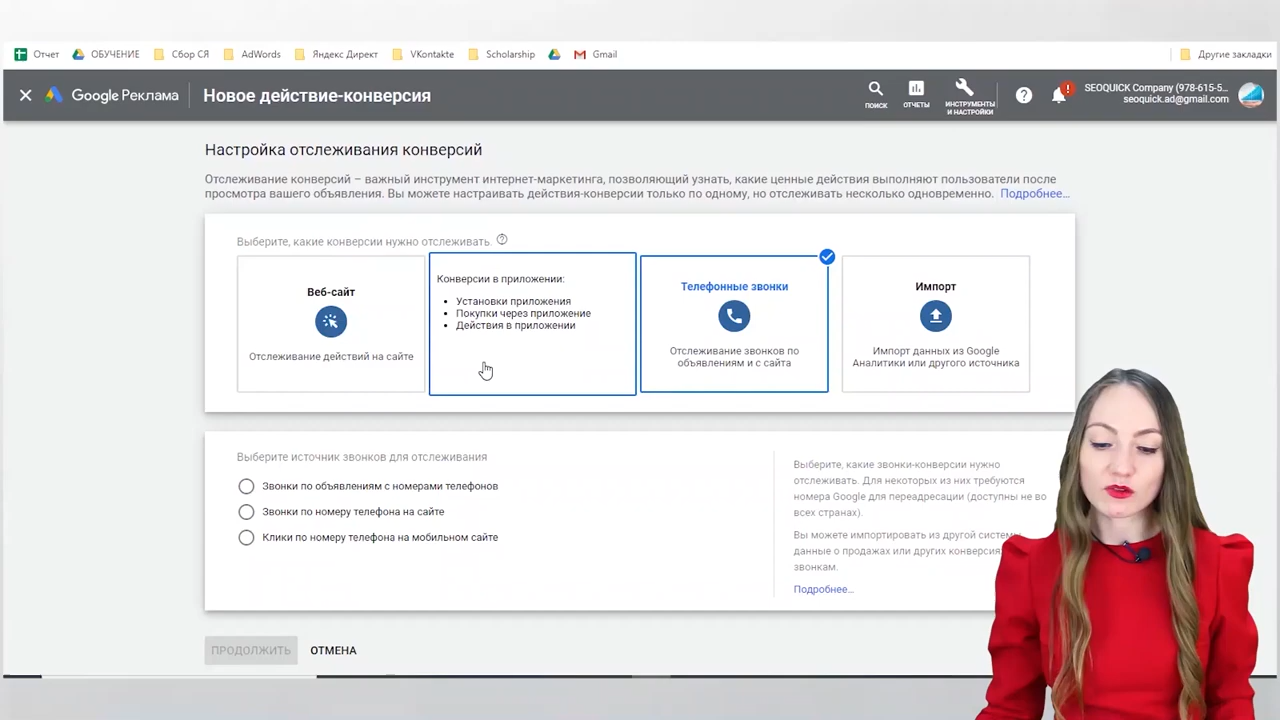 Отчет ОБУЧЕНИЕ Сбор СЯ AdWords Яндекс Директ VKontakte Scholarship Gmail Другие закладки
Google Реклама Новое действие-конверсия
ПОИСК ОТЧЕТЫ ИНСТРУМЕНТЫ
И НАСТРОЙКИ
SEOQUICK Company (978-615-5...
seoquick.ad@gmail.com
Настройка отслеживания конверсий
Отслеживание конверсий – важный инструмент интернет-маркетинга, позволяющий узнать, какие ценные действия выполняют пользователи после
просмотра вашего объявления. Вы можете настраивать действия-конверсии только по одному, но отслеживать несколько одновременно. Подробнее...
Выберите, какие конверсии нужно отслеживать.
Веб-сайт
Отслеживание действий на сайте
Конверсии в приложении:
Установки приложения
Покупки через приложение
Действия в приложении
Телефонные звонки
Отслеживание звонков по
объявлениям и с сайта
Импорт
Импорт данных из Google
Аналитики или другого источника
Выберите источник звонков для отслеживания
Звонки по объявлениям с номерами телефонов
Звонки по номеру телефона на сайте
Клики по номеру телефона на мобильном сайте
Выберите, какие звонки-конверсии нужно
отслеживать. Для некоторых из них требуются
номера Google для переадресации (доступны не во
всех странах).
Вы можете импортировать из другой системы
данные о продажах или других конверсия
звонкам.
Подробнее...
ПРОДОЛЖИТЬ ОТМЕНА